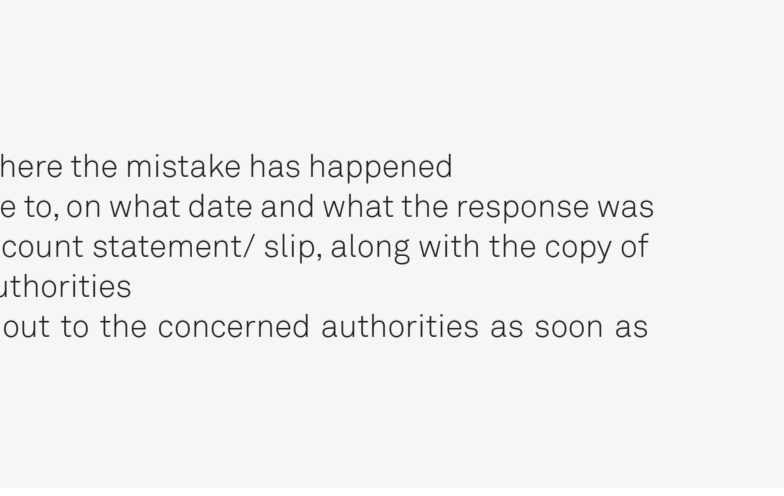 here the mistake has happened
e to, on what date and what the response was
count statement/ slip, along with the copy of
uthorities
out to the concerned authorities as soon as